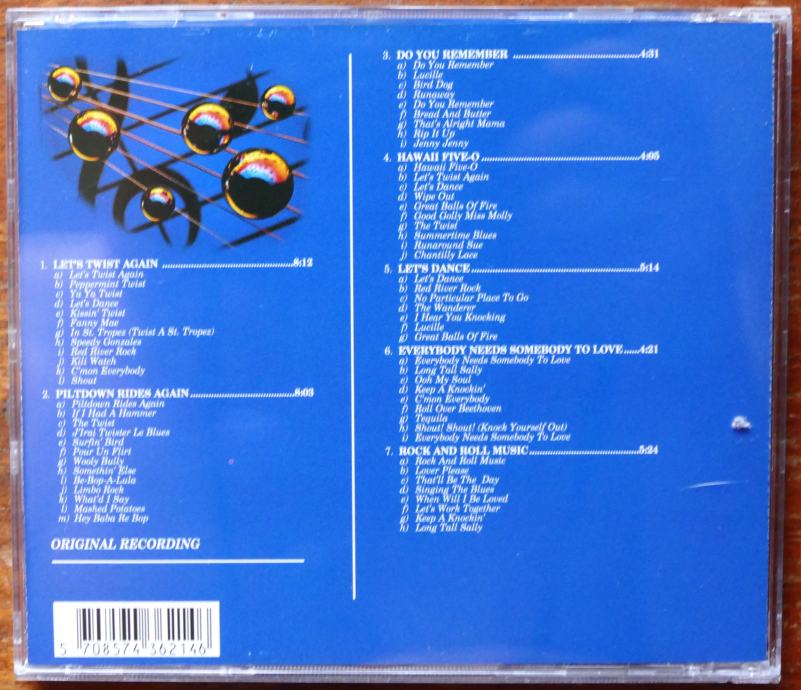 1. LET'S TWIST AGAIN ........................................8:12
a) Let's Twist Again
b) Peppermint Twist
c) Ya Ya Twist
d) Let's Dance
e) Kissin' Twist
f) Fanny Mae
g) In St. Tropez (Twist A St. Tropez)
h) Speedy Gonzales
i) Red River Rock
j) Kili Watch
k) C'mon Everybody
l) Shout
2. PILTDOWN RIDES AGAIN ................................8:03
a) Piltdown Rides Again
b) If I Had A Hammer
c) The Twist
d) J'Irai Twister Le Blues
e) Surfin' Bird
f) Pour Un Flirt
g) Wooly Bully
h) Somethin' Else
i) Be-Bop-A-Lula
j) Limbo Rock
k) What'd I Say
l) Mashed Potatoes
m) Hey Baba Re Bop
ORIGINAL RECORDING
5 708574 362146
3. DO YOU REMEMBER ........................................4:31
a) Do You Remember
b) Lucille
c) Bird Dog
d) Runaway
e) Do You Remember
f) Bread And Butter
g) That's Alright Mama
h) Rip It Up
i) Jenny Jenny
4. HAWAII FIVE-O ................................................4:05
a) Hawaii Five-O
b) Let's Twist Again
c) Let's Dance
d) Wipe Out
e) Great Balls Of Fire
f) Good Golly Miss Molly
g) The Twist
h) Summertime Blues
i) Runaround Sue
j) Chantilly Lace
5. LET'S DANCE ..................................................5:14
a) Let's Dance
b) Red River Rock
c) No Particular Place To Go
d) The Wanderer
e) I Hear You Knocking
f) Lucille
g) Great Balls Of Fire
6. EVERYBODY NEEDS SOMEBODY TO LOVE .....4:21
a) Everybody Needs Somebody To Love
b) Long Tall Sally
c) Ooh My Soul
d) Keep A Knockin'
e) C'mon Everybody
f) Roll Over Beethoven
g) Tequila
h) Shout! Shout! (Knock Yourself Out)
i) Everybody Needs Somebody To Love
7. ROCK AND ROLL MUSIC ..................................5:24
a) Rock And Roll Music
b) Lover Please
c) That'll Be The Day
d) Singing The Blues
e) When Will I Be Loved
f) Let's Work Together
g) Keep A Knockin'
h) Long Tall Sally